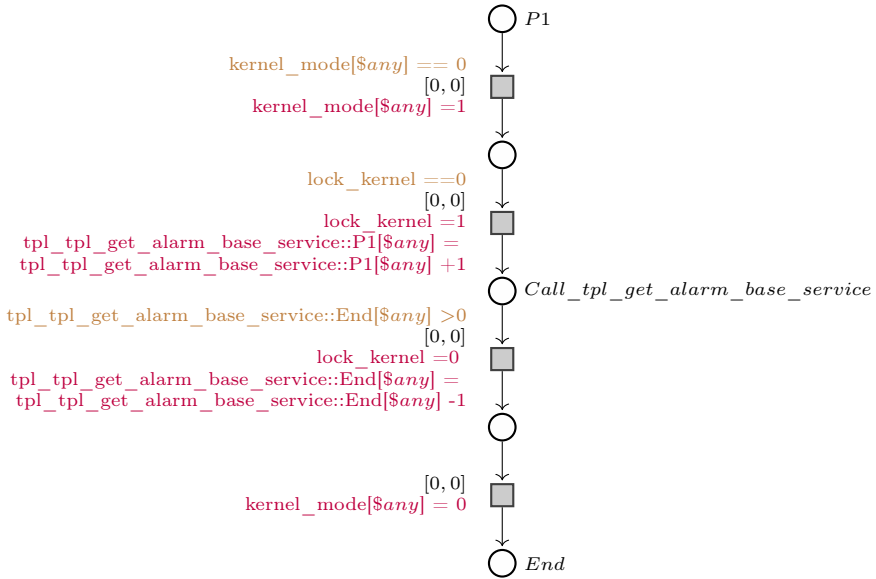 P1
kernel_mode[$any] == 0
[0, 0]
kernel_mode[$any] =1
lock_kernel ==0
[0, 0]
lock_kernel =1
tpl_tpl_get_alarm_base_service::P1[$any] =
tpl_tpl_get_alarm_base_service::P1[$any] +1
Call_tpl_get_alarm_base_service
tpl_tpl_get_alarm_base_service::End[$any] >0
[0, 0]
lock_kernel =0
tpl_tpl_get_alarm_base_service::End[$any] =
tpl_tpl_get_alarm_base_service::End[$any] -1
[0, 0]
kernel_mode[$any] = 0
End